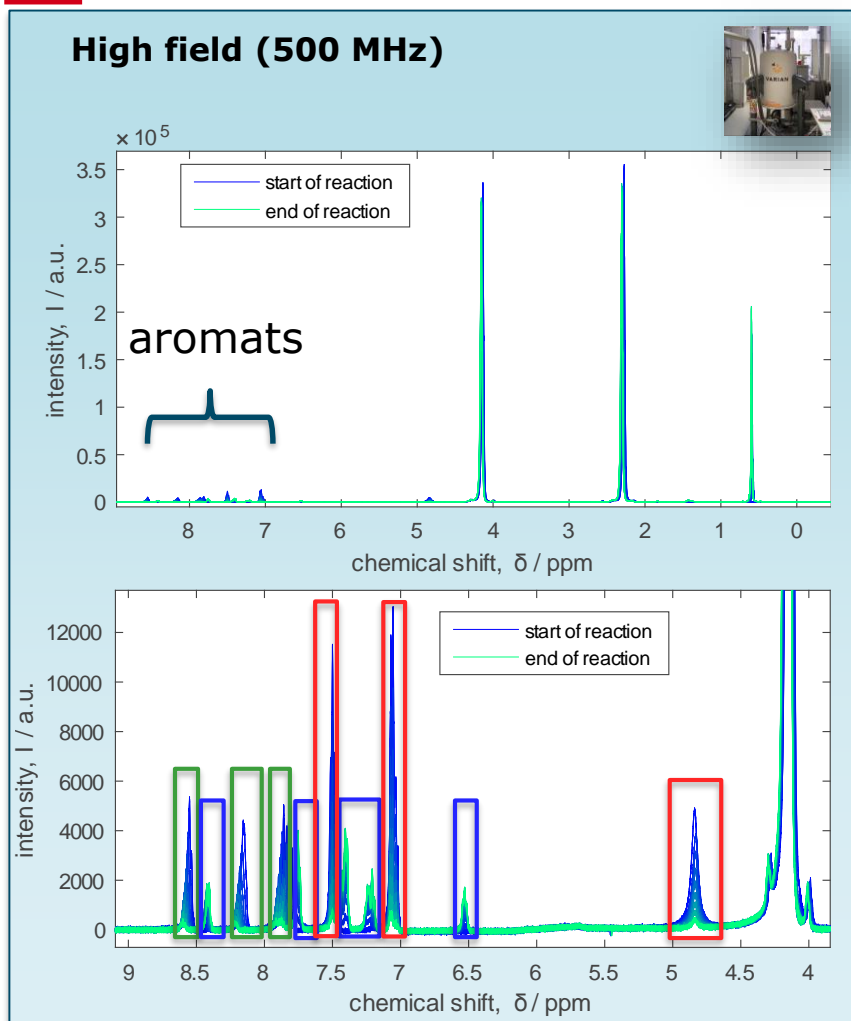 High field (500 MHz)
VARIAN
× 10 5
3.5
3
2.5
2
1.5
1
0.5
0
intensity, I / a.u.
start of reaction
end of reaction
aromats
8 7 6 5 4 3 2 1 0
chemical shift, δ / ppm
12000
10000
8000
6000
4000
2000
0
intensity, I / a.u.
start of reaction
end of reaction
9 8.5 8 7.5 7 6.5 6 5.5 5 4.5 4
chemical shift, δ / ppm